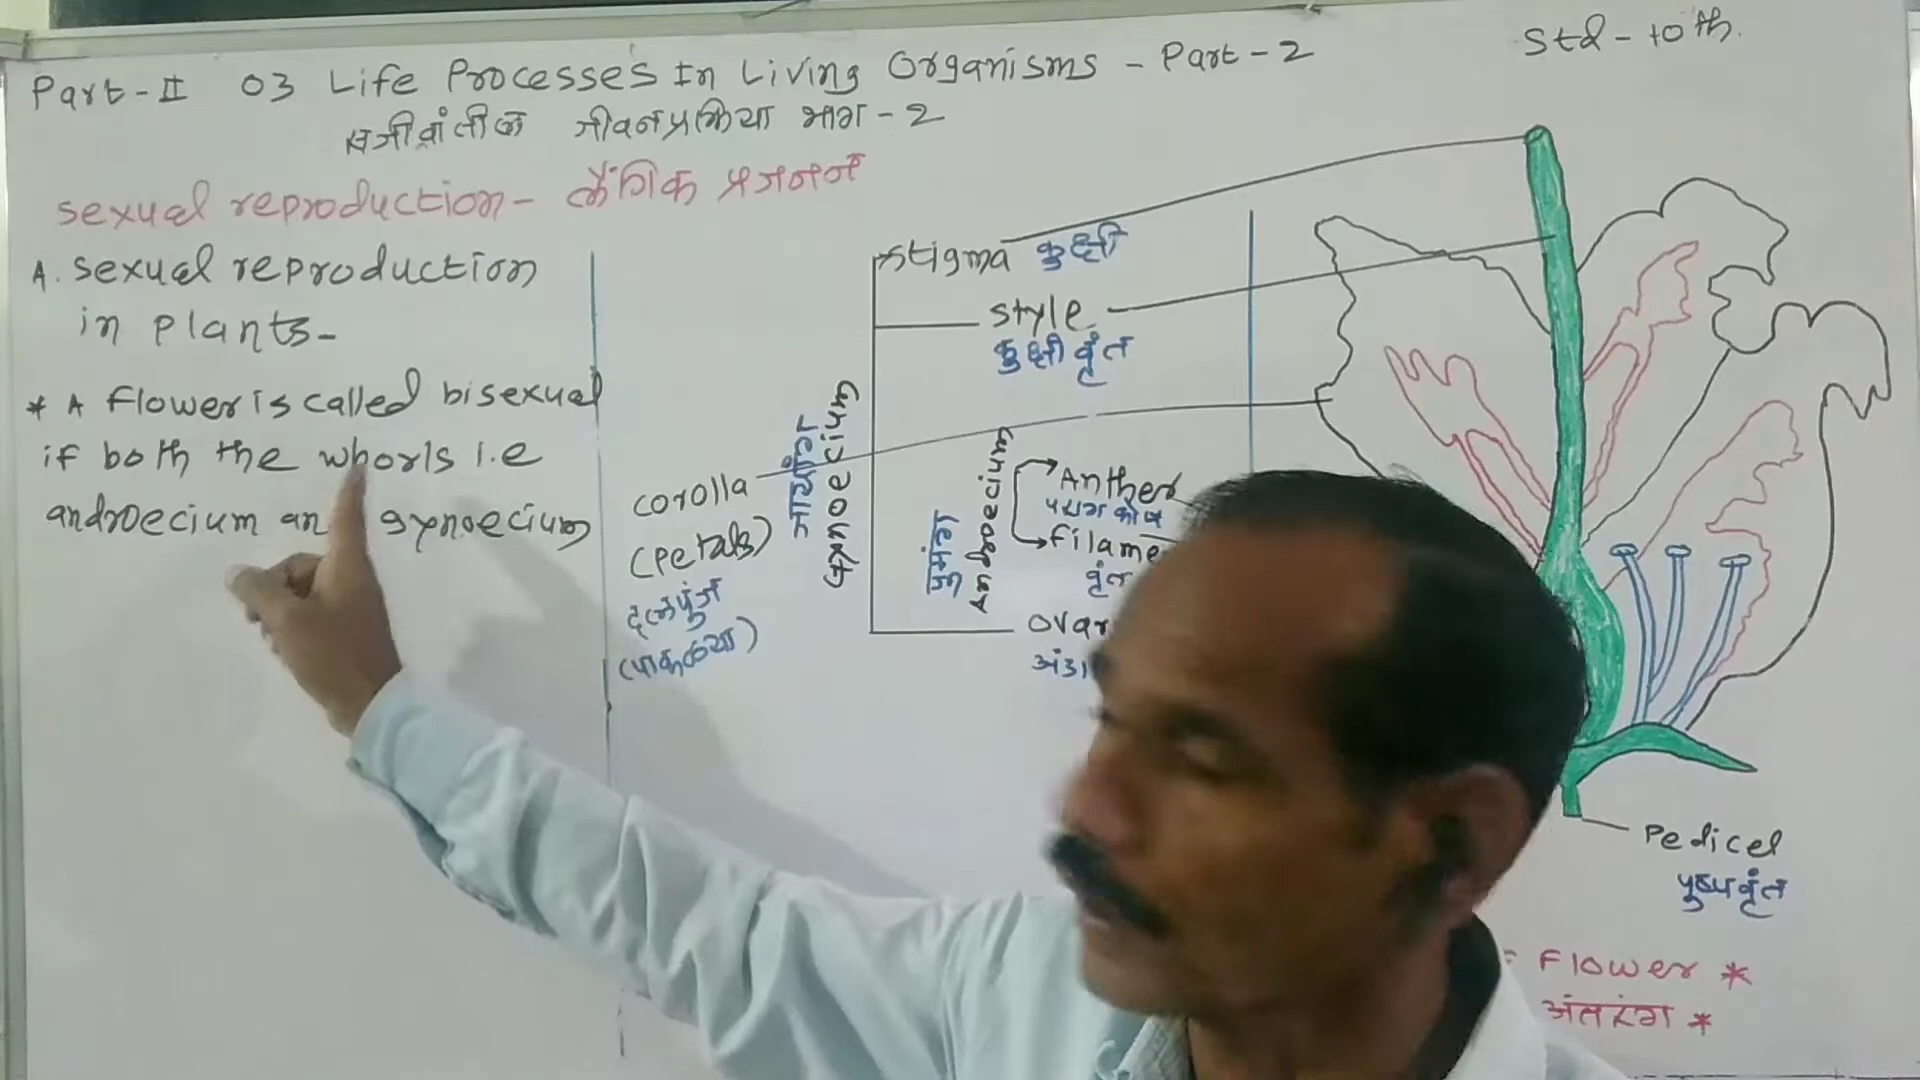 Std - 10th.
Part-II 03 Life Processes In Living Organisms - Part-2
सजीवांतील जीवनप्रक्रिया भाग-2
sexual reproduction- लैंगिक प्रजनन
A. sexual reproduction
in plants-
* A flower is called bisexual
if both the whorls i.e
androecium an gynoecium
stigma कुक्षी
style
कुक्षी वृंत
जायांग
Gynoecium
corolla
(petals)
दलपुंज
(पाकळ्या)
पुमंग
Androecium
Anther
पराग कोष
filame
वृंत
ovar
अंडा
Pedicel
पुष्पवृंत
Flower *
अंतरंग *